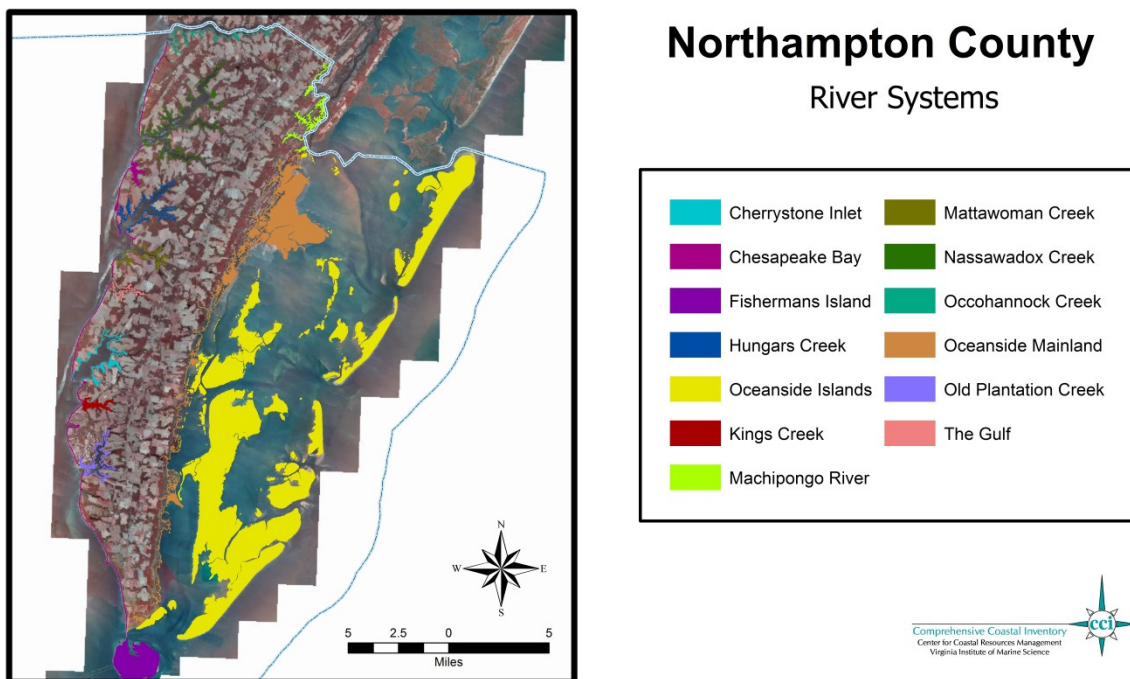 Northampton County
River Systems
Cherrystone Inlet
Chesapeake Bay
Fishermans Island
Hungars Creek
Oceanside Islands
Kings Creek
Machipongo River
Mattawoman Creek
Nassawadox Creek
Occohannock Creek
Oceanside Mainland
Old Plantation Creek
The Gulf
N
W E
S
5 2.5 0 5
Miles
cci
Comprehensive Coastal Inventory
Center for Coastal Resources Management
Virginia Institute of Marine Science